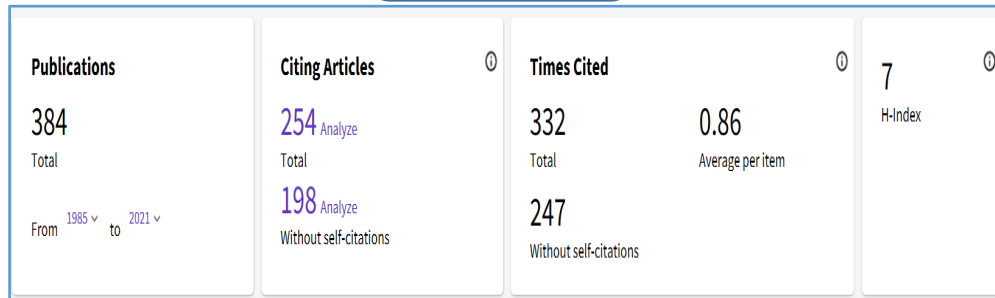 Publications
384
Total
From 1985 to 2021
Citing Articles
254 Analyze
Total
198 Analyze
Without self-citations
Times Cited
332
Total
0.86
Average per item
247
Without self-citations
7
H-Index